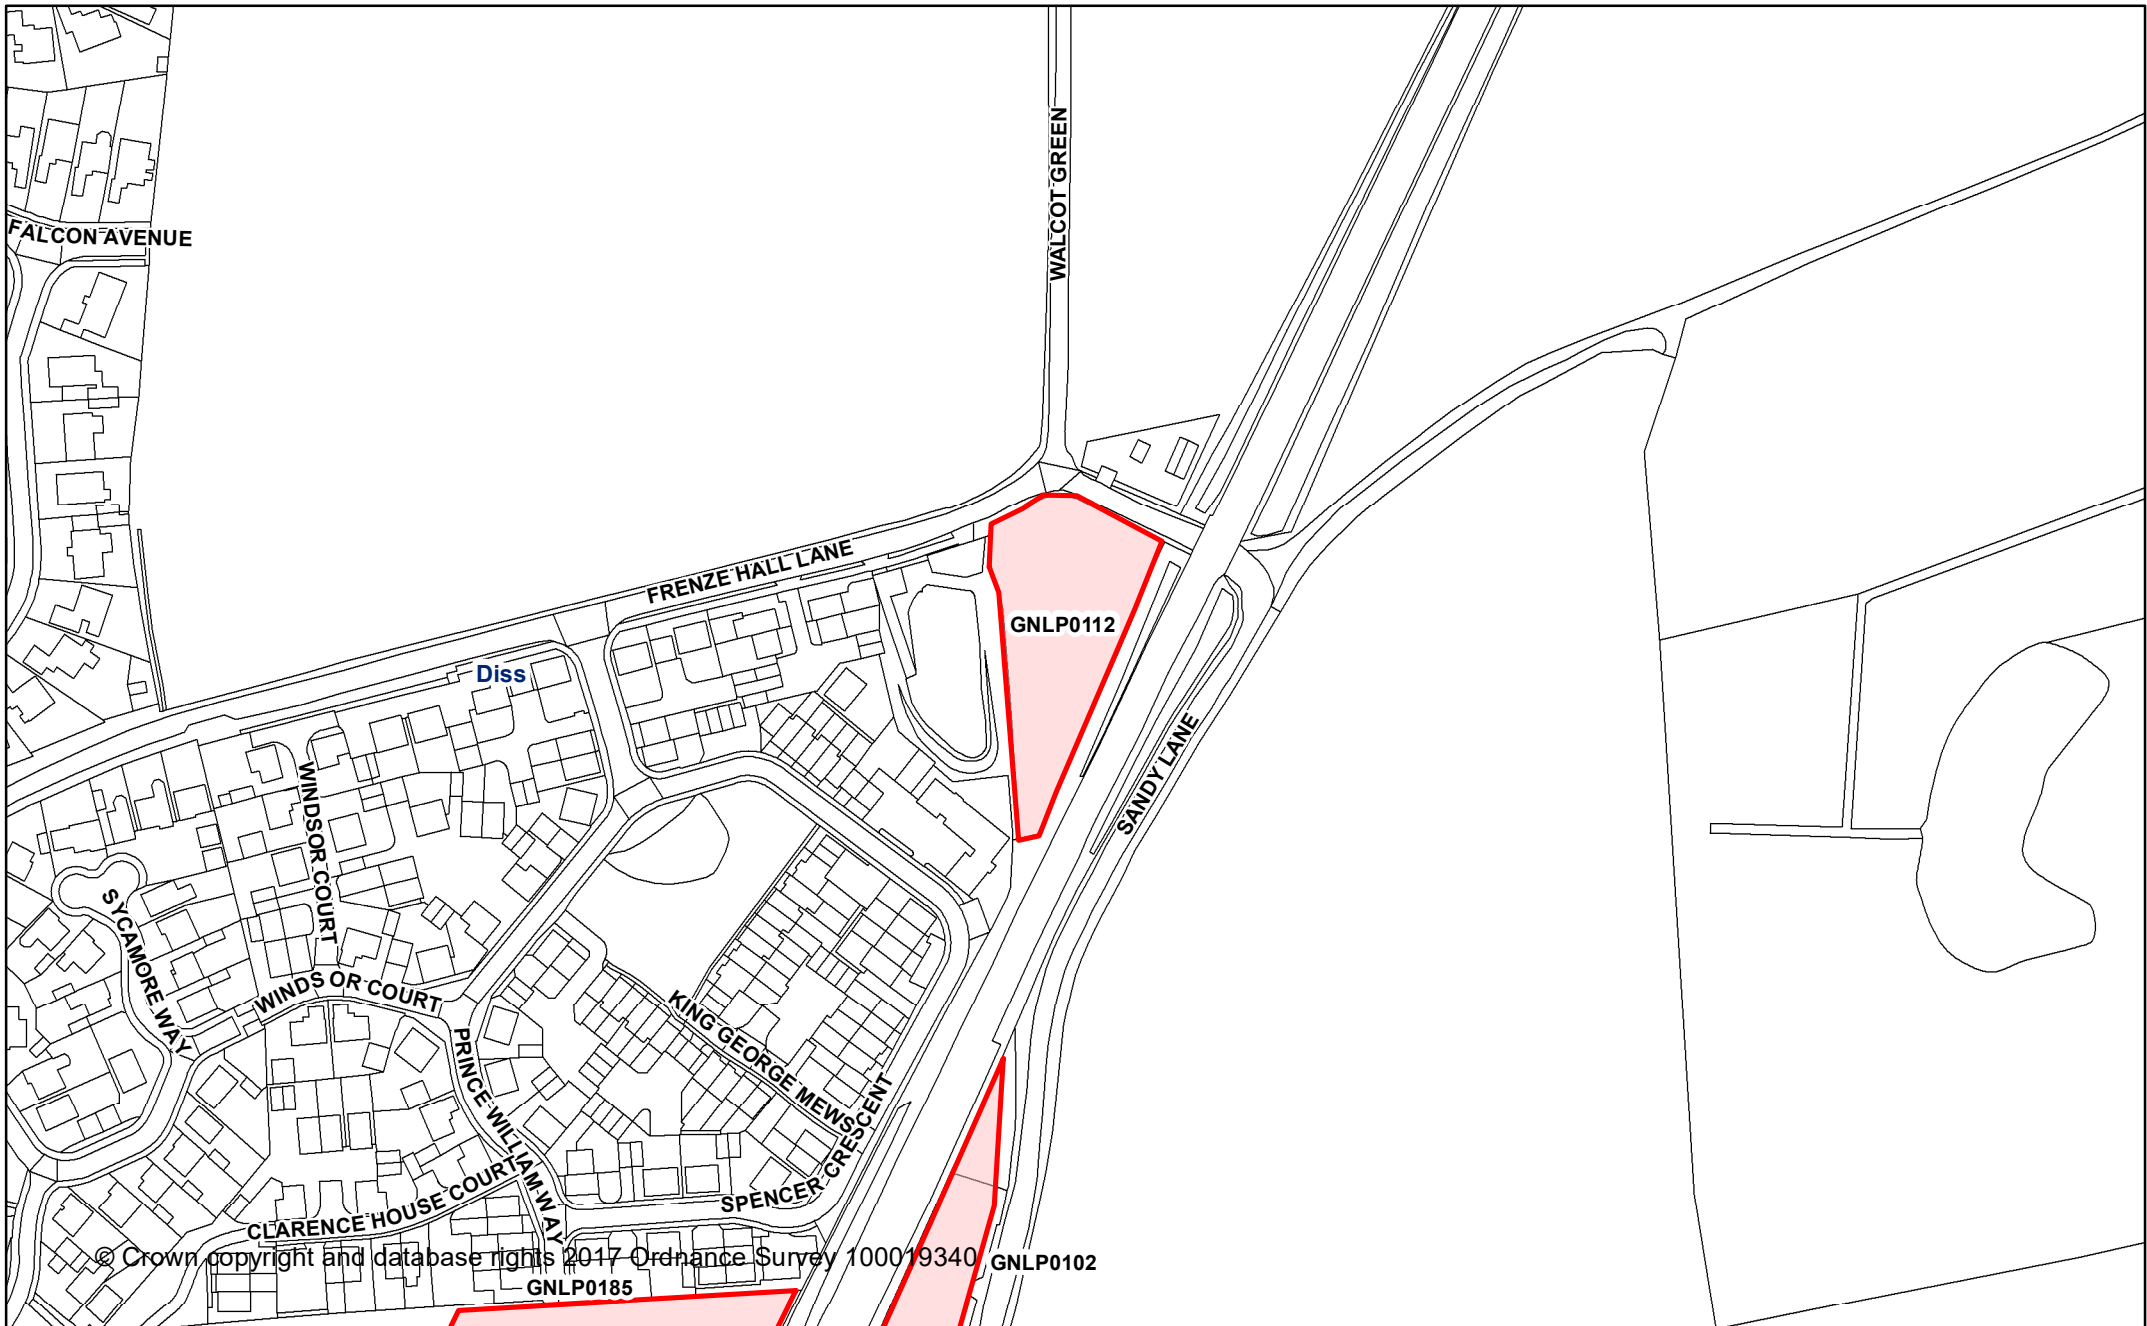 WALCOT GREEN
FALCON AVENUE
FRENZE HALL LANE
GNLP0112
Diss
SANDY LANE
WINDSOR COURT
SYCAMORE WAY
WINDSOR COURT
KING GEORGE MEWS
PRINCE WILLIAM WAY
SPENCER CRESCENT
CLARENCE HOUSE COURT
© Crown copyright and database rights 2017 Ordnance Survey 100019340
GNLP0102
GNLP0185